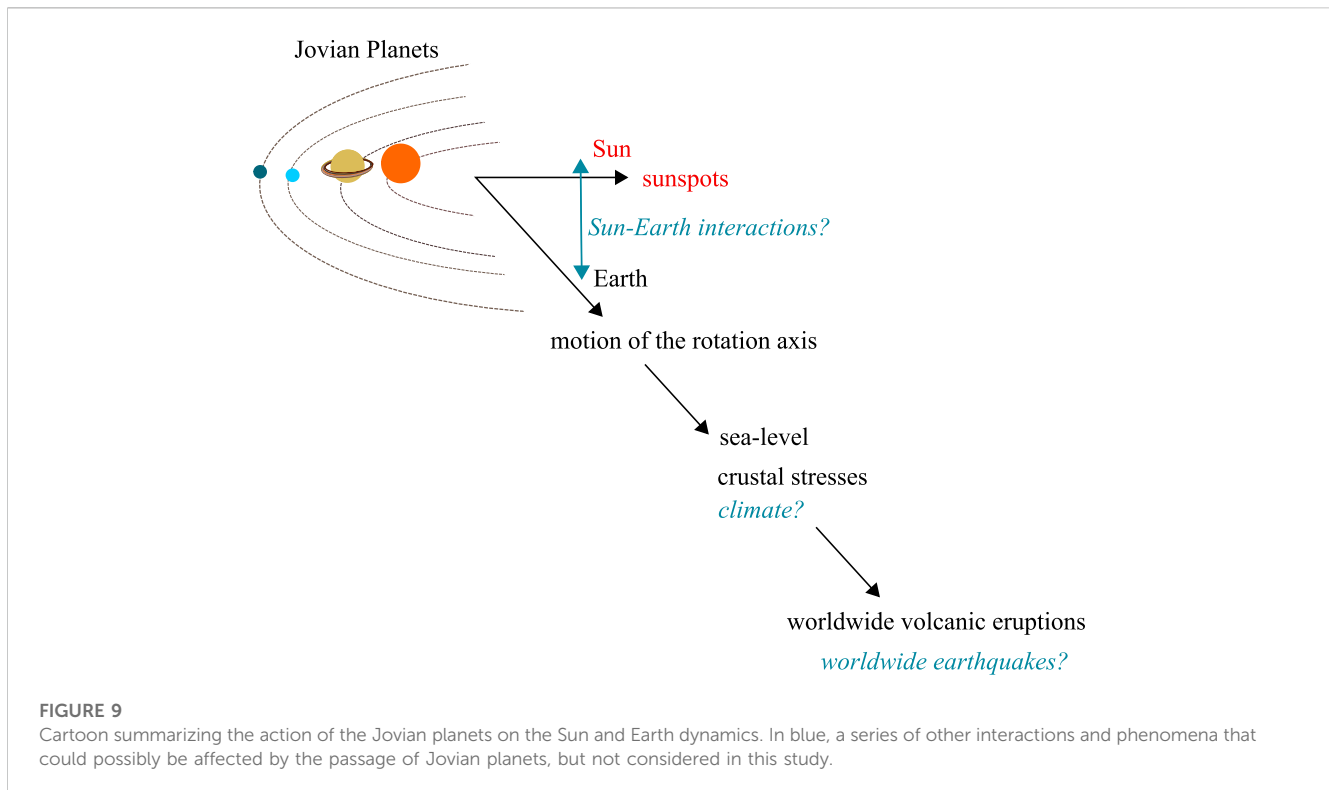 Jovian Planets
Sun
sunspots
Sun-Earth interactions?
Earth
motion of the rotation axis
sea-level
crustal stresses
climate?
worldwide volcanic eruptions
worldwide earthquakes?
FIGURE 9
Cartoon summarizing the action of the Jovian planets on the Sun and Earth dynamics. In blue, a series of other interactions and phenomena that
could possibly be affected by the passage of Jovian planets, but not considered in this study.